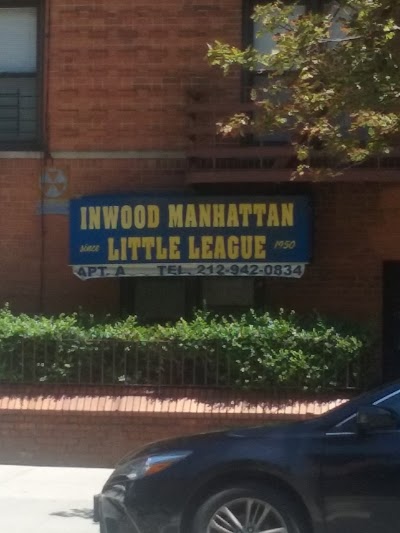 INWOOD MANHATTAN
since LITTLE LEAGUE 1950
APT. A TEL. 212-942-0834